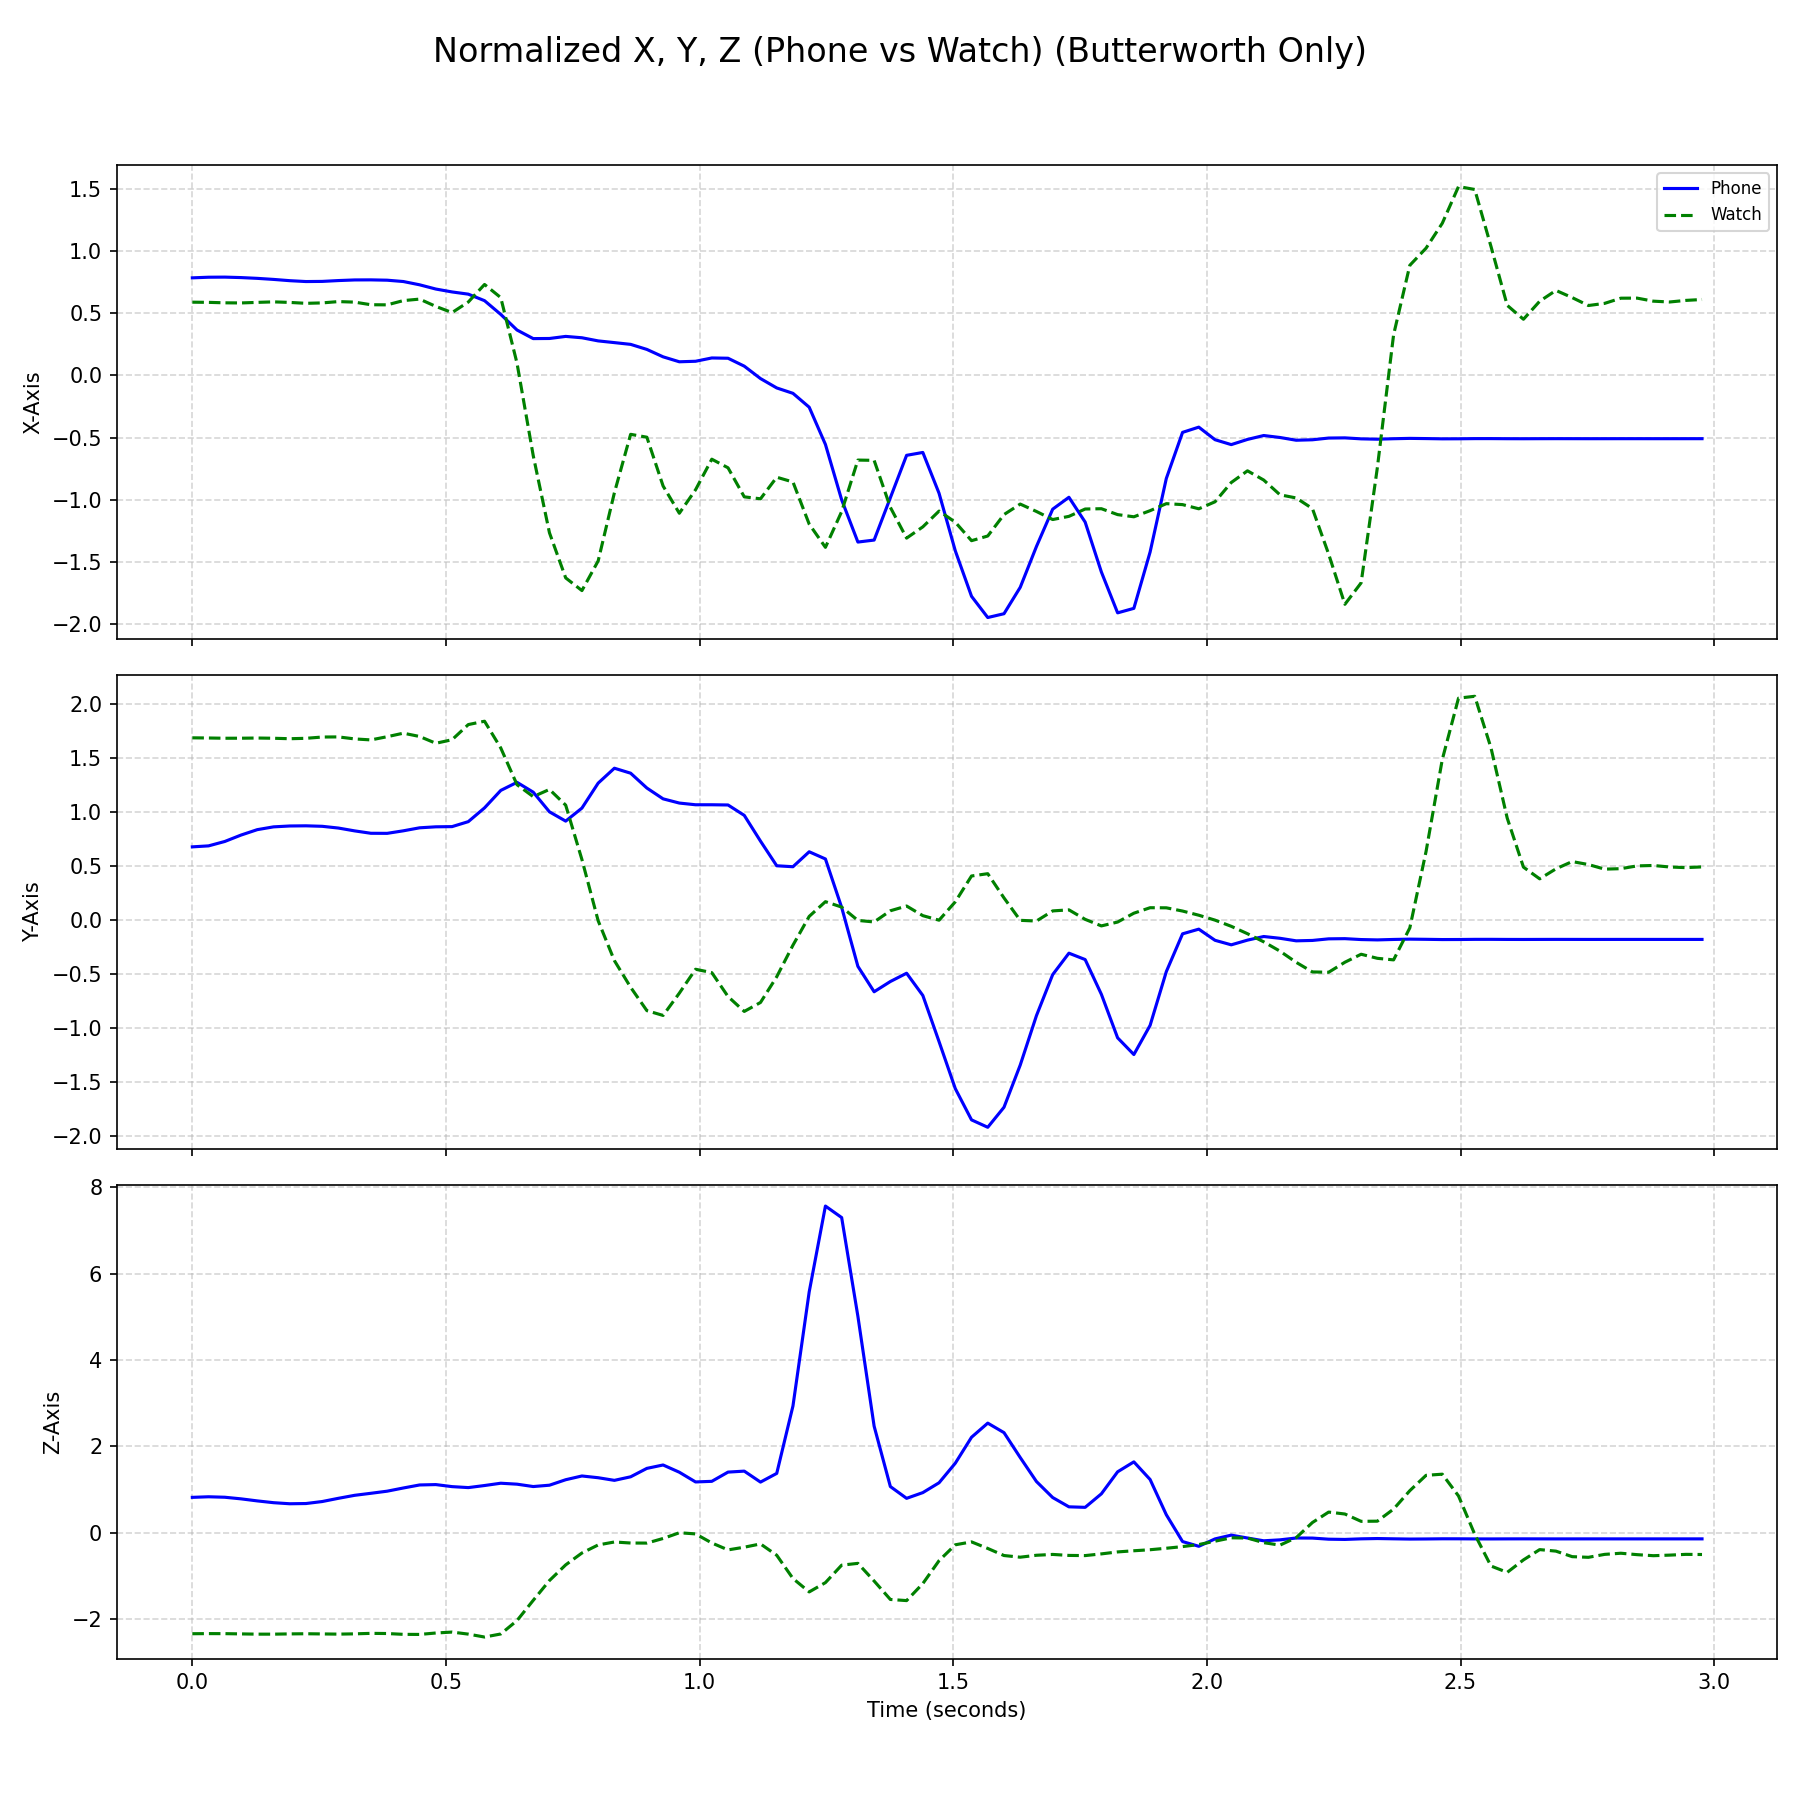 Normalized X, Y, Z (Phone vs Watch) (Butterworth Only)
Phone
Watch
1.5
1.0
0.5
0.0
−0.5
−1.0
−1.5
−2.0
X-Axis
2.0
1.5
1.0
0.5
0.0
−0.5
−1.0
−1.5
−2.0
Y-Axis
8
6
4
2
0
−2
Z-Axis
0.0 0.5 1.0 1.5 2.0 2.5 3.0
Time (seconds)